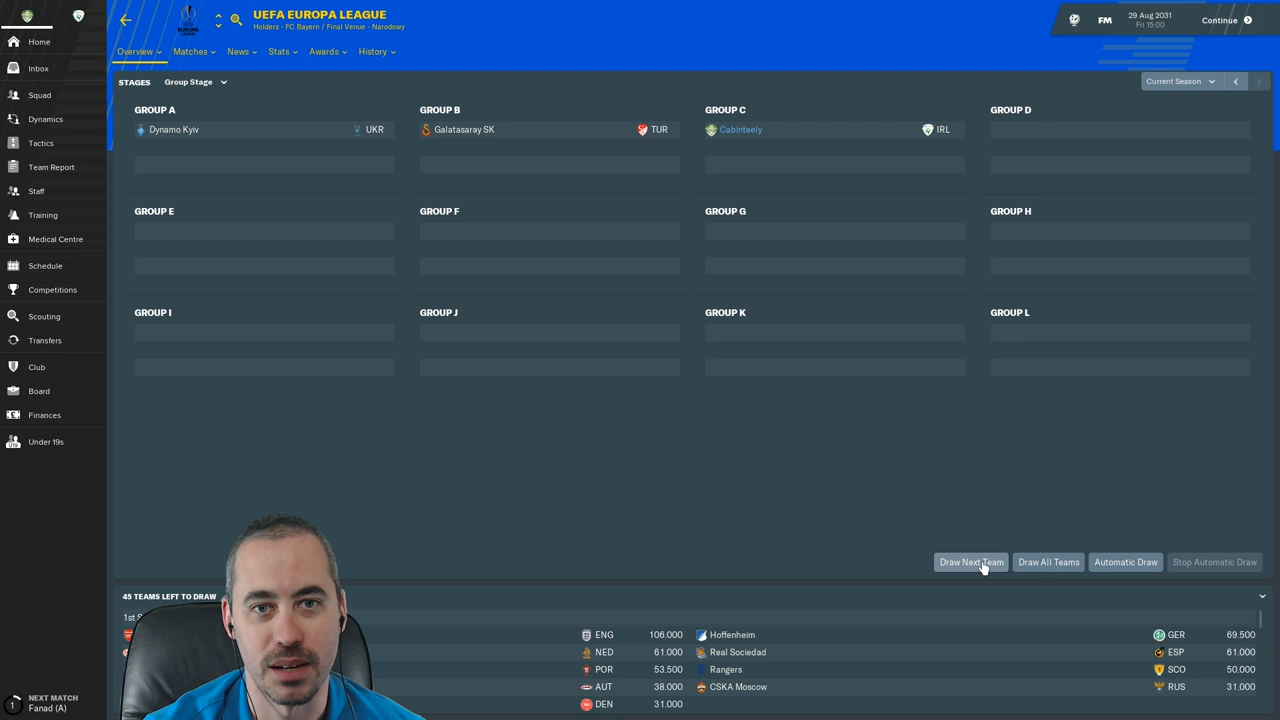 UEFA EUROPA LEAGUE
Holders - FC Bayern / Final Venue - Narodowy
29 Aug 2031
Fri 15:00
FM
Continue
Overview
Matches
News
Stats
Awards
History
Home
Inbox
Squad
Dynamics
Tactics
Team Report
Staff
Training
Medical Centre
Schedule
Competitions
Scouting
Transfers
Club
Board
Finances
Under 19s
NEXT MATCH
1 Fanad (A)
STAGES Group Stage
Current Season
GROUP A
Dynamo Kyiv UKR
GROUP B
Galatasaray SK TUR
GROUP C
Cabinteely IRL
GROUP D
GROUP E
GROUP F
GROUP G
GROUP H
GROUP I
GROUP J
GROUP K
GROUP L
Draw Next Team
Draw All Teams
Automatic Draw
Stop Automatic Draw
45 TEAMS LEFT TO DRAW
ENG 106.000 Hoffenheim GER 69.500
NED 61.000 Real Sociedad ESP 61.000
POR 53.500 Rangers SCO 50.000
AUT 38.000 CSKA Moscow RUS 31.000
DEN 31.000